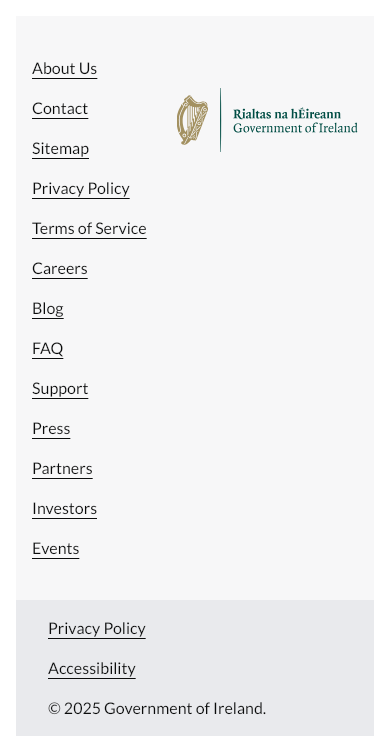 About Us
Contact
Sitemap
Privacy Policy
Terms of Service
Careers
Blog
FAQ
Support
Press
Partners
Investors
Events
Rialtas na hÉireann
Government of Ireland
Privacy Policy
Accessibility
© 2025 Government of Ireland.